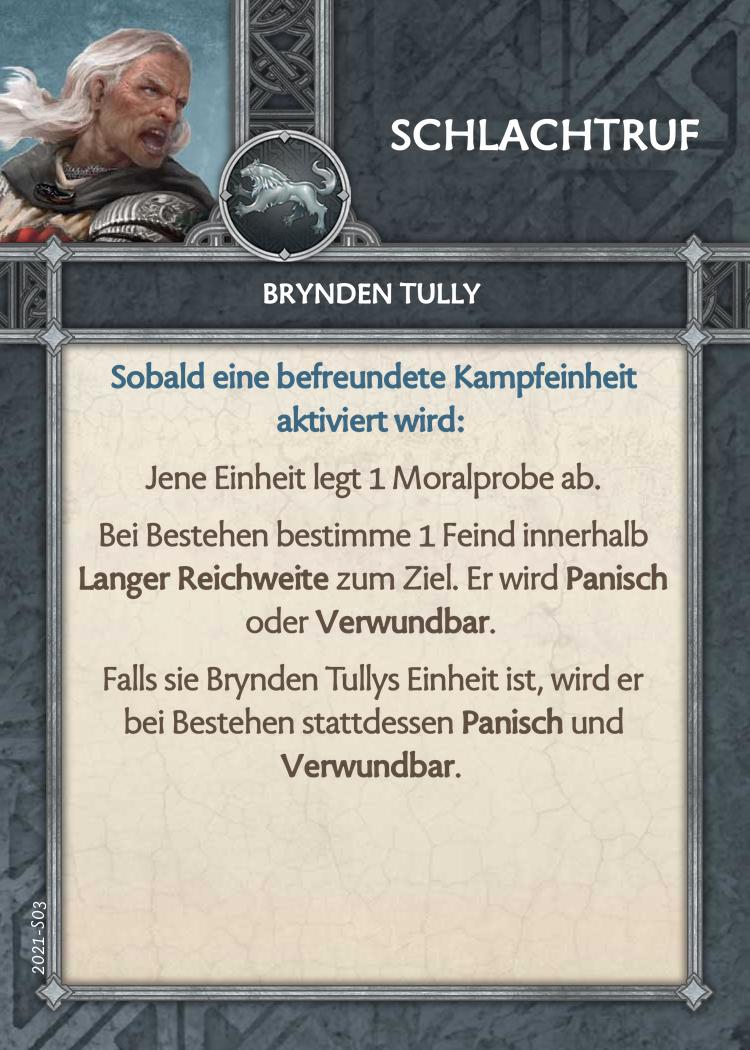 SCHLACHTRUF
BRYNDEN TULLY
Sobald eine befreundete Kampfeinheit
aktiviert wird:
Jene Einheit legt 1 Moralprobe ab.
Bei Bestehen bestimme 1 Feind innerhalb
Langer Reichweite zum Ziel. Er wird Panisch
oder Verwundbar.
Falls sie Brynden Tullys Einheit ist, wird er
bei Bestehen stattdessen Panisch und
Verwundbar.
2021-S03